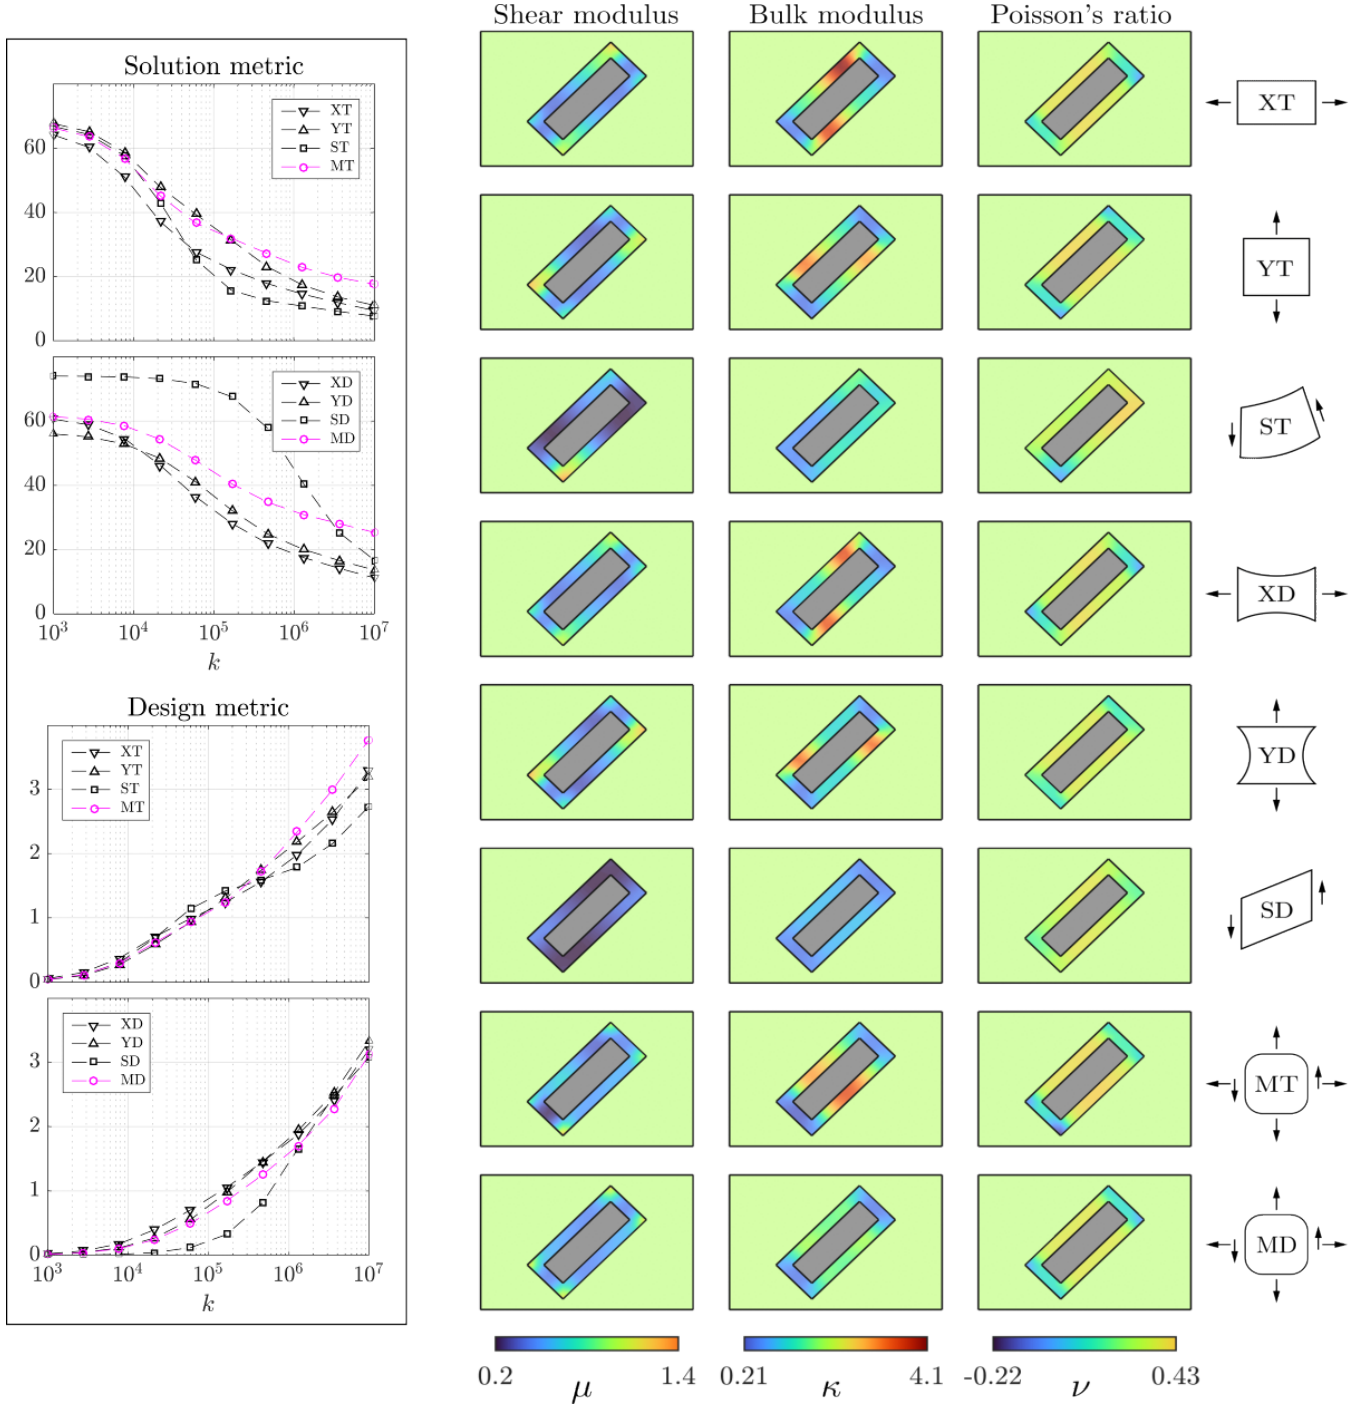 Shear modulus
Bulk modulus
Poisson's ratio
Solution metric
XT
YT
ST
MT
60
40
20
0
XD
YD
SD
MD
60
40
20
0
10³
10⁴
10⁵
10⁶
10⁷
k
Design metric
XT
YT
ST
MT
3
2
1
0
XD
YD
SD
MD
3
2
1
0
10³
10⁴
10⁵
10⁶
10⁷
k
XT
YT
ST
XD
YD
SD
MT
MD
0.2
1.4
μ
0.21
4.1
κ
-0.22
0.43
ν